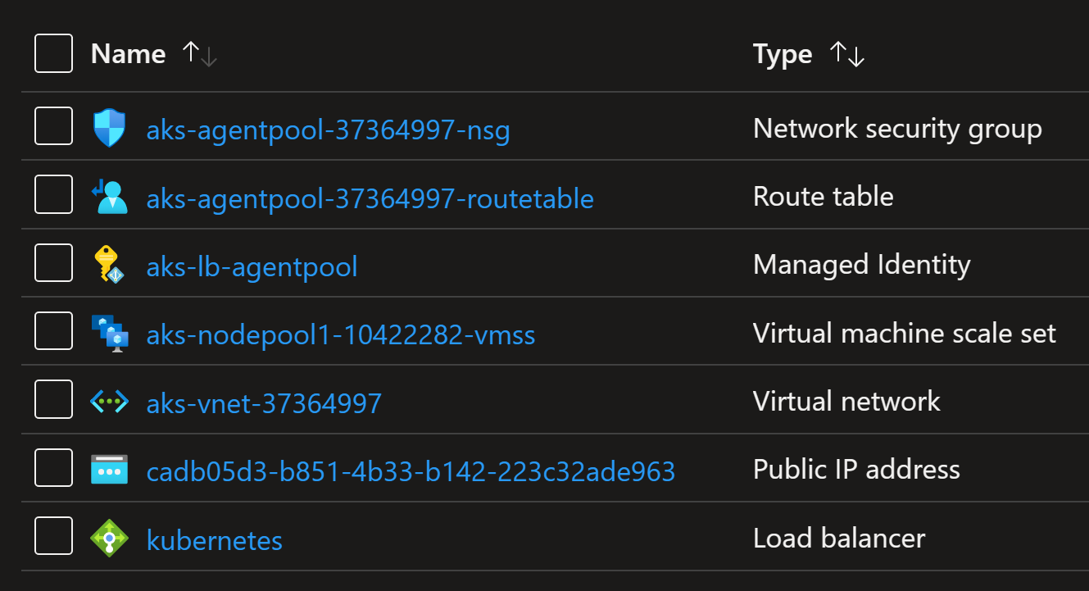 Name Type
aks-agentpool-37364997-nsg Network security group
aks-agentpool-37364997-routetable Route table
aks-lb-agentpool Managed Identity
aks-nodepool1-10422282-vmss Virtual machine scale set
aks-vnet-37364997 Virtual network
cadb05d3-b851-4b33-b142-223c32ade963 Public IP address
kubernetes Load balancer